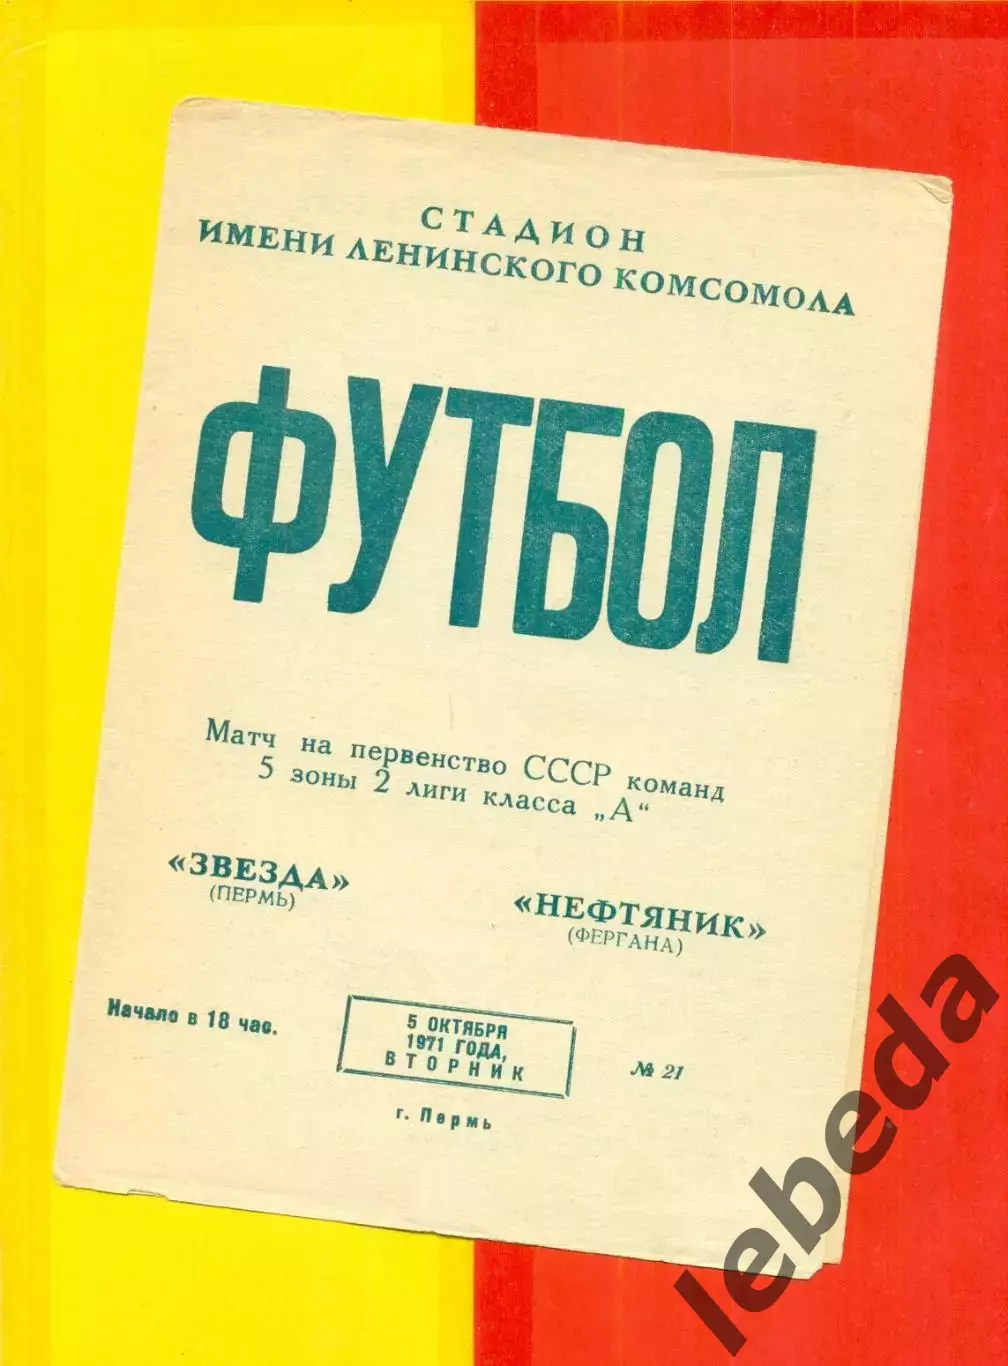 СТАДИОН
ИМЕНИ ЛЕНИНСКОГО КОМСОМОЛА
ФУТБОЛ
Матч на первенство СССР команд
5 зоны 2 лиги класса „А“
«ЗВЕЗДА»
(ПЕРМЬ)
«НЕФТЯНИК»
(ФЕРГАНА)
Начало в 18 час.
5 ОКТЯБРЯ
1971 ГОДА,
ВТОРНИК
№ 21
г. Пермь
lebeda